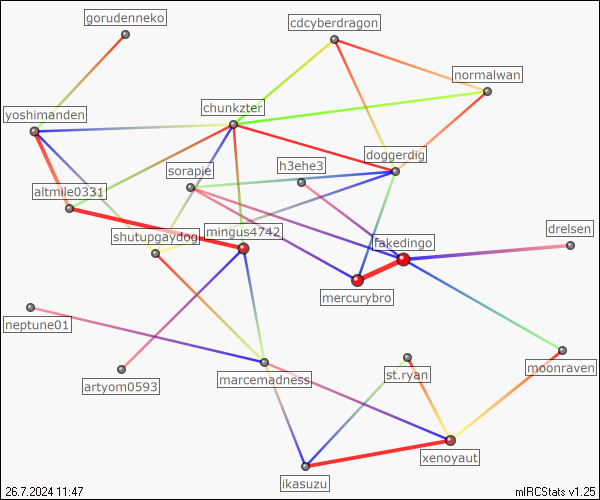 gorudenneko
cdcyberdragon
normalwan
chunkzter
yoshimanden
doggerdig
h3ehe3
sorapie
altmile0331
drelsen
mingus4742
shutupgaydog
fakedingo
mercurybro
neptune01
moonraven
st.ryan
marcemadness
artyom0593
xenoyaut
ikasuzu
26.7.2024 11:47
mIRCStats v1.25